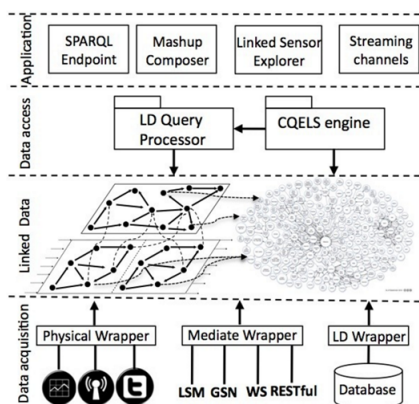 Application
SPARQL
Endpoint
Mashup
Composer
Linked Sensor
Explorer
Streaming
channels
Data access
LD Query
Processor
CQELS engine
Linked Data
Data acquisition
Physical Wrapper
Mediate Wrapper
LD Wrapper
LSM GSN WS RESTful
Database